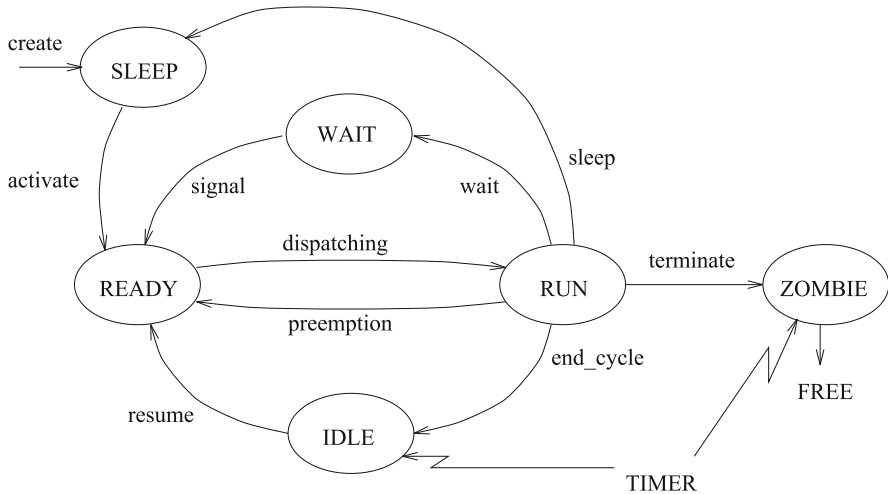 create
SLEEP
WAIT
activate
signal
wait
sleep
dispatching
READY
RUN
terminate
ZOMBIE
preemption
end_cycle
resume
IDLE
FREE
TIMER